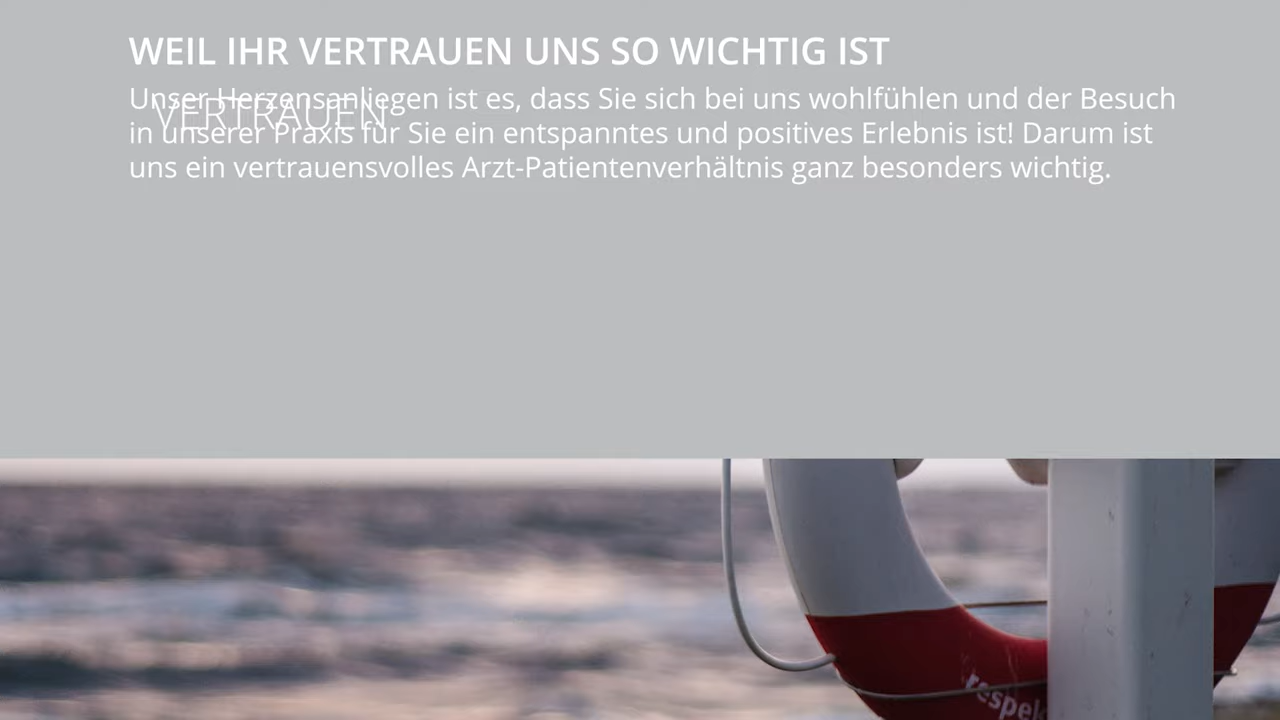 WEIL IHR VERTRAUEN UNS SO WICHTIG IST
Unser Herzensanliegen ist es, dass Sie sich bei uns wohlfühlen und der Besuch
VERTRAUEN
in unserer Praxis für Sie ein entspanntes und positives Erlebnis ist! Darum ist
uns ein vertrauensvolles Arzt-Patientenverhältnis ganz besonders wichtig.